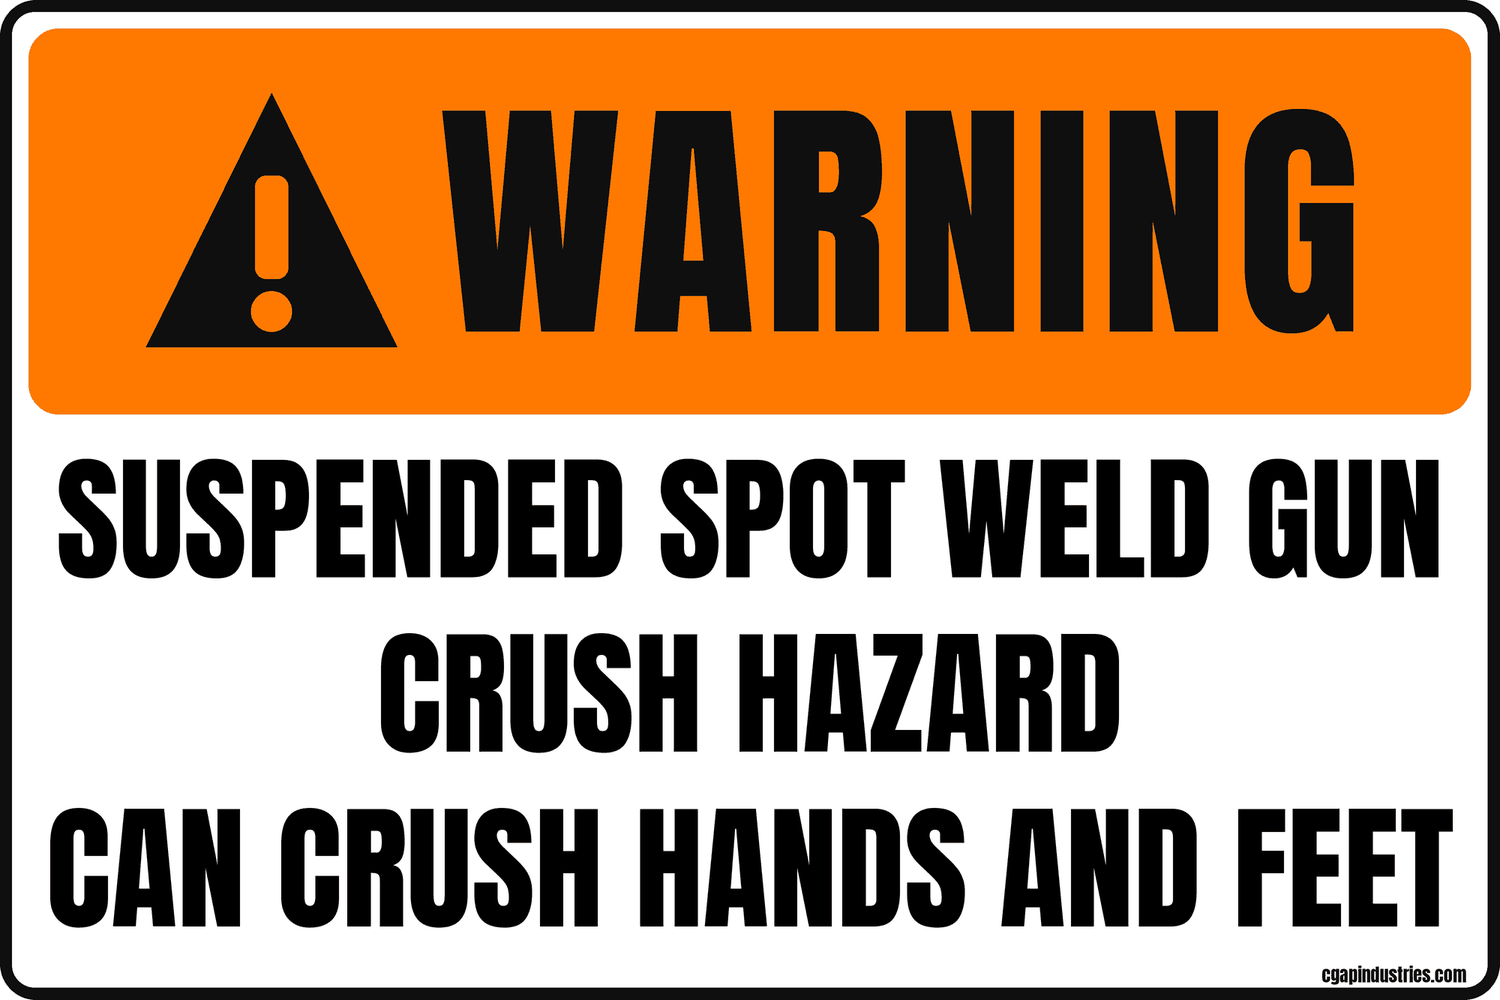 WARNING
SUSPENDED SPOT WELD GUN
CRUSH HAZARD
CAN CRUSH HANDS AND FEET
cgapindustries.com